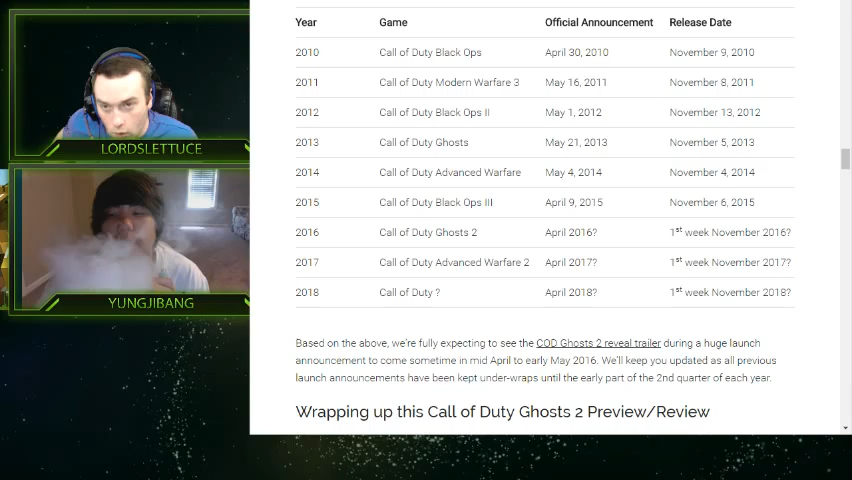 LORDSLETTUCE
YUNGJIBANG
Year Game Official Announcement Release Date
2010 Call of Duty Black Ops April 30, 2010 November 9, 2010
2011 Call of Duty Modern Warfare 3 May 16, 2011 November 8, 2011
2012 Call of Duty Black Ops II May 1, 2012 November 13, 2012
2013 Call of Duty Ghosts May 21, 2013 November 5, 2013
2014 Call of Duty Advanced Warfare May 4, 2014 November 4, 2014
2015 Call of Duty Black Ops III April 9, 2015 November 6, 2015
2016 Call of Duty Ghosts 2 April 2016? 1st week November 2016?
2017 Call of Duty Advanced Warfare 2 April 2017? 1st week November 2017?
2018 Call of Duty ? April 2018? 1st week November 2018?
Based on the above, we're fully expecting to see the COD Ghosts 2 reveal trailer during a huge launch
announcement to come sometime in mid April to early May 2016. We'll keep you updated as all previous
launch announcements have been kept under-wraps until the early part of the 2nd quarter of each year.
Wrapping up this Call of Duty Ghosts 2 Preview/Review